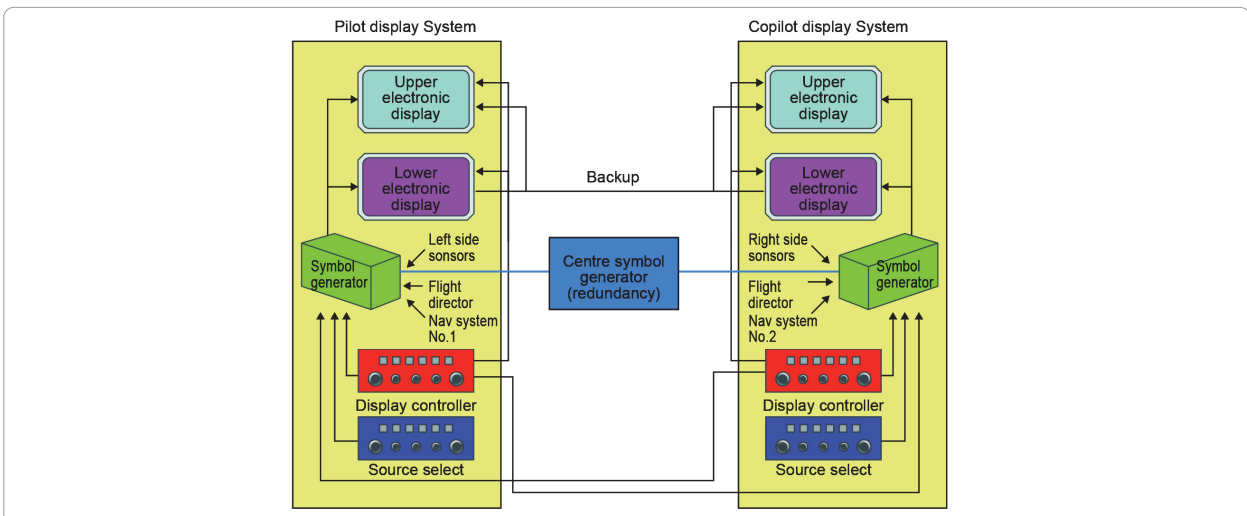 Pilot display System
Copilot display System
Upper
electronic
display
Upper
electronic
display
Lower
electronic
display
Backup
Lower
electronic
display
Left side
sonsors
Symbol
generator
Flight
director
Nav system
No.1
Centre symbol
generator
(redundancy)
Right side
sonsors
Symbol
generator
Flight
director
Nav system
No.2
Display controller
Display controller
Source select
Source select